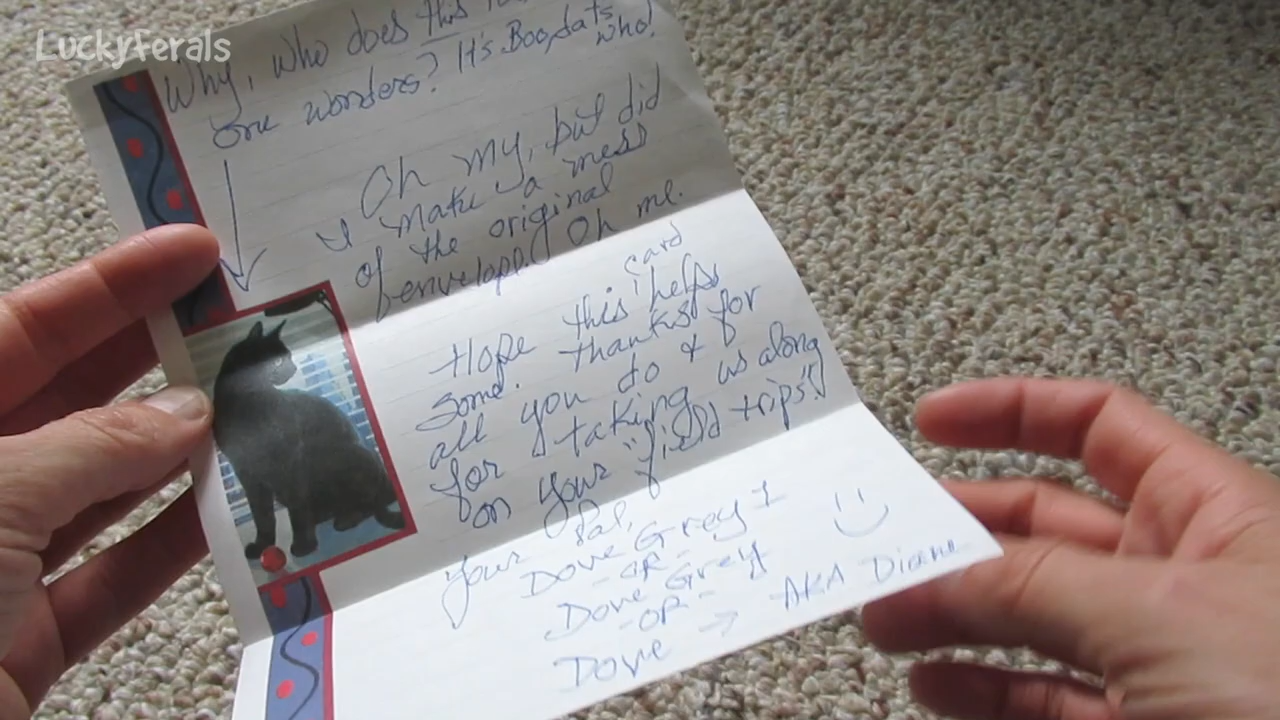 LuckyFerals
Why, who does this
one wonders? It's Boo, dats
who!
Oh my, but did
I make a mess
of the original
envelope! Oh me.
card
Hope this helps
some. Thanks for
all you do & for
for taking us along
on your "field trips"!
Your Pal,
Dove Grey 1
-OR-
Dove Grey
-OR-
Dove → AKA Diane